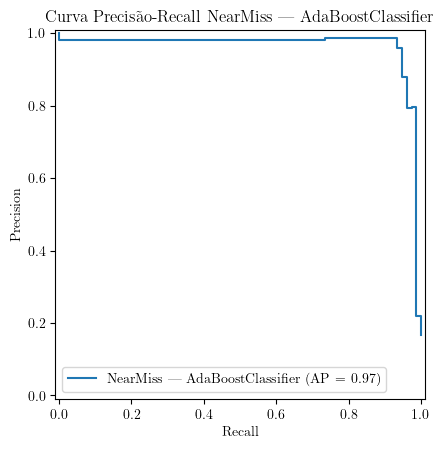 Curva Precisão-Recall NearMiss — AdaBoostClassifier
1.0
0.8
0.6
0.4
0.2
0.0
Precision
NearMiss — AdaBoostClassifier (AP = 0.97)
0.0 0.2 0.4 0.6 0.8 1.0
Recall